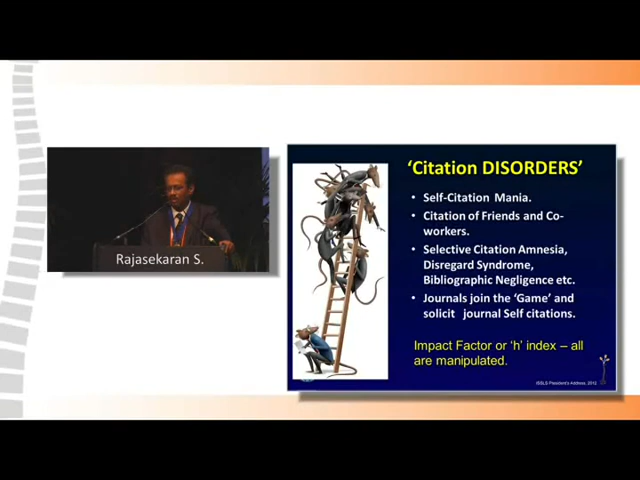 Rajasekaran S.
‘Citation DISORDERS’
• Self-Citation Mania.
• Citation of Friends and Co-
workers.
• Selective Citation Amnesia,
Disregard Syndrome,
Bibliographic Negligence etc.
• Journals join the ‘Game’ and
solicit journal Self citations.
Impact Factor or ‘h’ index – all
are manipulated.
ISSLS President's Address, 2012